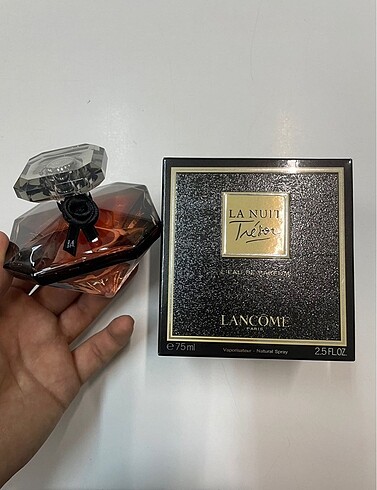 LA NUIT
Trésor
L'EAU DE PARFUM
LANCÔME
PARIS
℮ 75 ml
Vaporisateur - Natural Spray
2.5 FL.OZ.